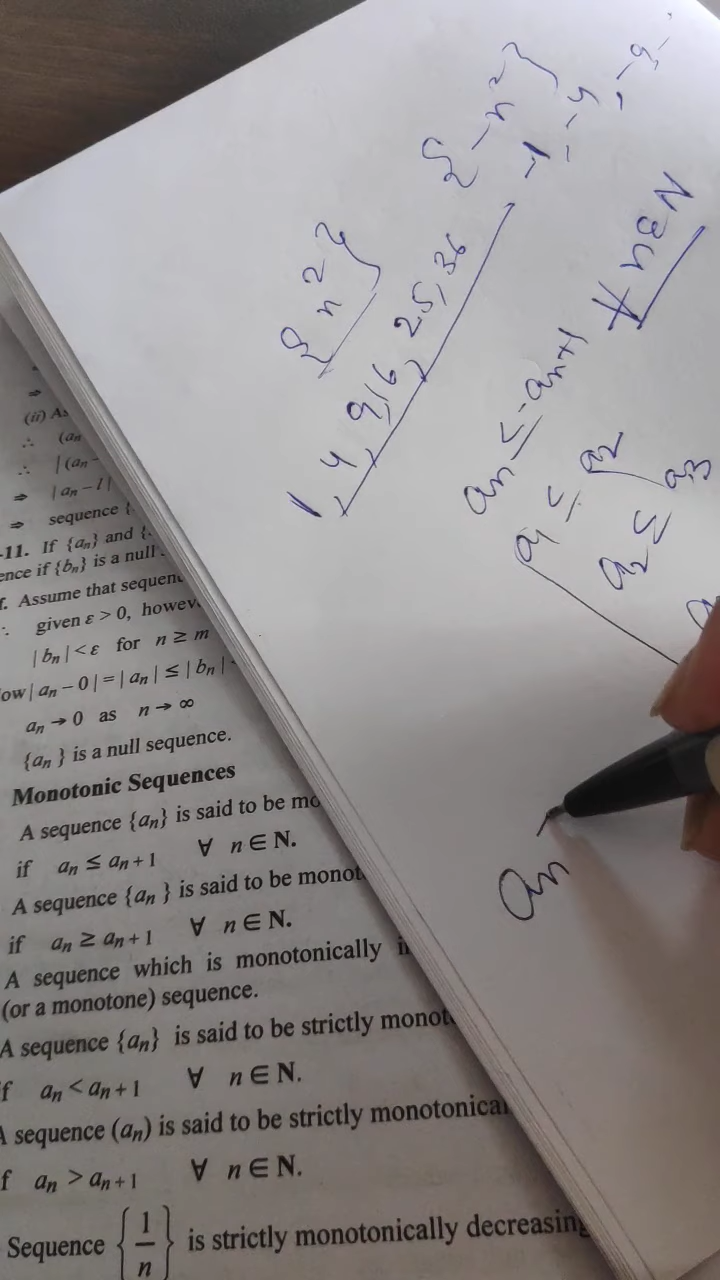 {n²}
1, 4, 9, 16, 25, 36
{-n²}
-1, -4, -9
an ≤ an+1 ∀ n∈N
a1 ≤ a2
a2 ≤ a3
an
⇒
(ii)
∴ (an
∴ |(an -
⇒ |an - l|
⇒ sequence {
-11. If {an} and {
ence if {bn} is a null
f. Assume that sequen
∴ given ε > 0, howev
|bn| < ε for n ≥ m
ow |an - 0| = |an| ≤ |bn|
an → 0 as n → ∞
{an} is a null sequence.
Monotonic Sequences
A sequence {an} is said to be mo
if an ≤ an+1 ∀ n∈N.
A sequence {an} is said to be monot
if an ≥ an+1 ∀ n∈N.
A sequence which is monotonically i
(or a monotone) sequence.
A sequence {an} is said to be strictly monot
f an < an+1 ∀ n∈N.
A sequence (an) is said to be strictly monotonica
f an > an+1 ∀ n∈N.
Sequence {1/n} is strictly monotonically decreasing